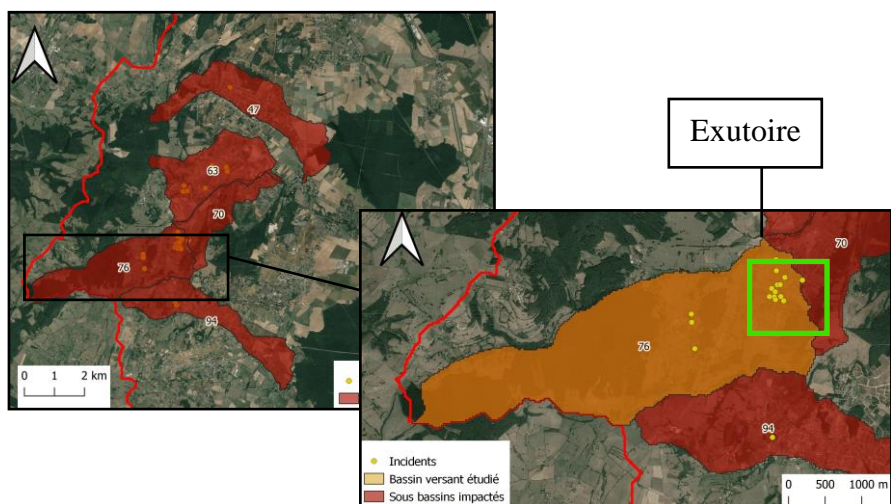 47
63
70
76
94
0 1 2 km
Exutoire
70
76
94
Incidents
Bassin versant étudié
Sous bassins impactés
0 500 1000 m